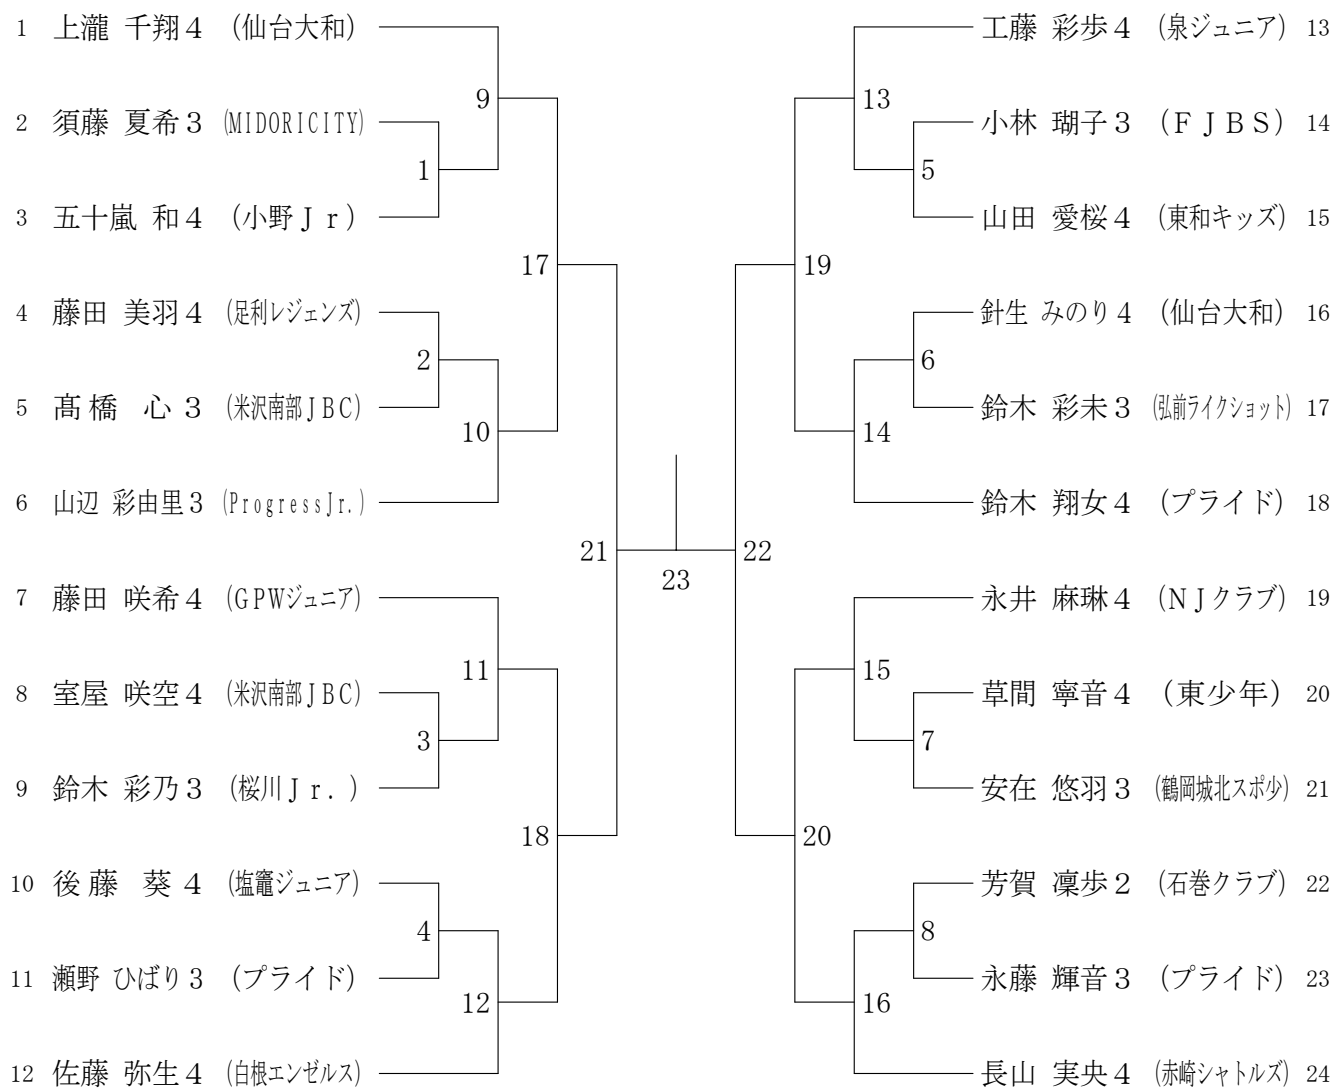 1 上瀧 千翔４ (仙台大和)
2 須藤 夏希３ (MIDORICITY)
3 五十嵐 和４ (小野Ｊｒ)
4 藤田 美羽４ (足利レジェンズ)
5 髙橋 心３ (米沢南部JBC)
6 山辺 彩由里３ (ProgressJr.)
7 藤田 咲希４ (GPWジュニア)
8 室屋 咲空４ (米沢南部JBC)
9 鈴木 彩乃３ (桜川Jr.)
10 後藤 葵４ (塩竈ジュニア)
11 瀬野 ひばり３ (プライド)
12 佐藤 弥生４ (白根エンゼルス)
9
1
17
2
10
21
11
3
18
4
12
23
22
13
5
19
6
14
15
7
20
8
16
工藤 彩歩４ (泉ジュニア) 13
小林 瑚子３ (ＦＪＢＳ) 14
山田 愛桜４ (東和キッズ) 15
針生 みのり４ (仙台大和) 16
鈴木 彩未３ (弘前ライクショット) 17
鈴木 翔女４ (プライド) 18
永井 麻琳４ (ＮＪクラブ) 19
草間 寧音４ (東少年) 20
安在 悠羽３ (鶴岡城北スポ少) 21
芳賀 凜歩２ (石巻クラブ) 22
永藤 輝音３ (プライド) 23
長山 実央４ (赤崎シャトルズ) 24